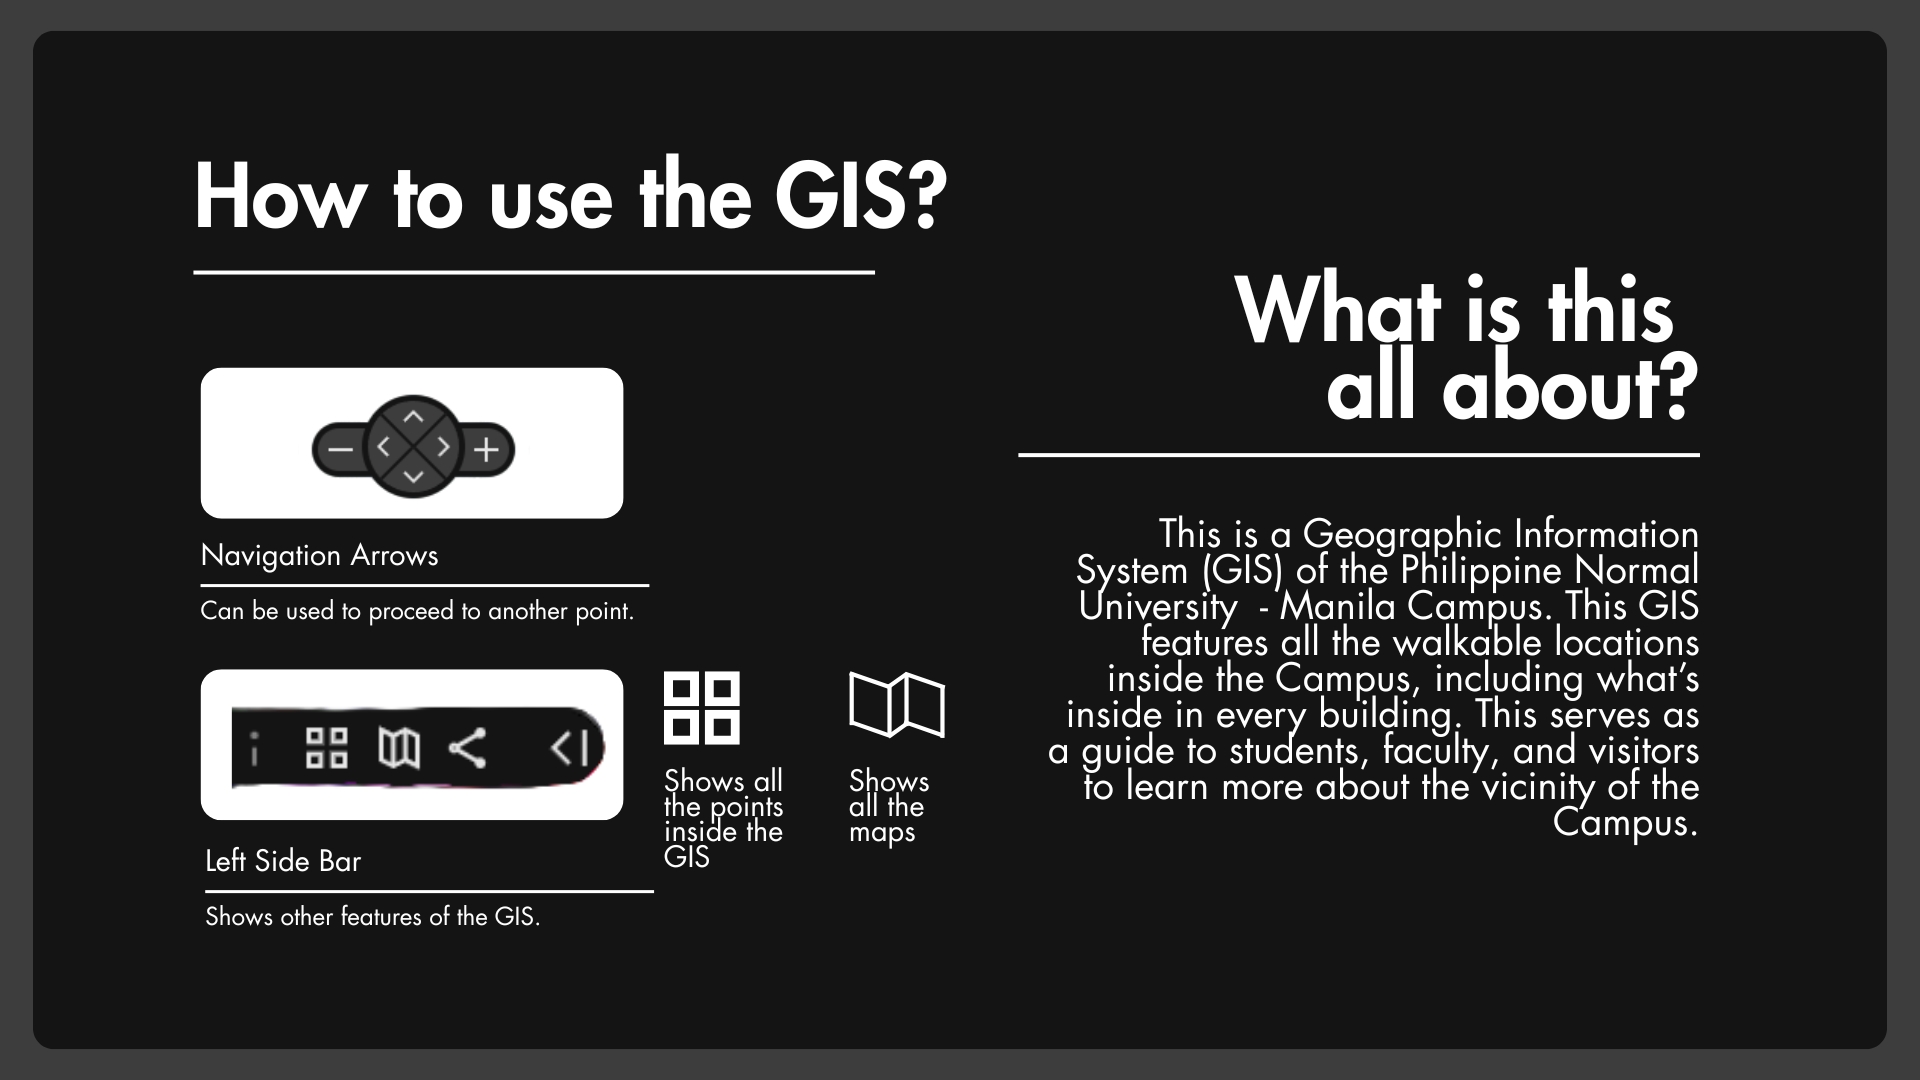 How to use the GIS?
Navigation Arrows
Can be used to proceed to another point.
Left Side Bar
Shows other features of the GIS.
Shows all
the points
inside the
GIS
Shows
all the
maps
What is this
all about?
This is a Geographic Information
System (GIS) of the Philippine Normal
University  - Manila Campus. This GIS
features all the walkable locations
inside the Campus, including what’s
inside in every building. This serves as
a guide to students, faculty, and visitors
to learn more about the vicinity of the
Campus.